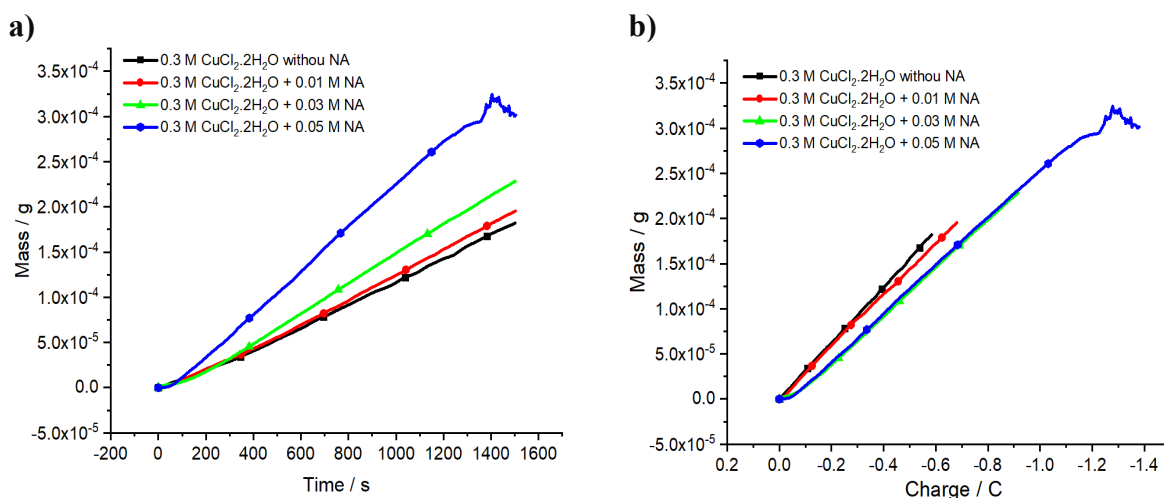 a)
0.3 M CuCl₂.2H₂O withou NA
0.3 M CuCl₂.2H₂O + 0.01 M NA
0.3 M CuCl₂.2H₂O + 0.03 M NA
0.3 M CuCl₂.2H₂O + 0.05 M NA
3.5x10⁻⁴
3.0x10⁻⁴
2.5x10⁻⁴
2.0x10⁻⁴
1.5x10⁻⁴
1.0x10⁻⁴
5.0x10⁻⁵
0.0
-5.0x10⁻⁵
Mass / g
-200 0 200 400 600 800 1000 1200 1400 1600
Time / s
b)
0.3 M CuCl₂.2H₂O withou NA
0.3 M CuCl₂.2H₂O + 0.01 M NA
0.3 M CuCl₂.2H₂O + 0.03 M NA
0.3 M CuCl₂.2H₂O + 0.05 M NA
3.5x10⁻⁴
3.0x10⁻⁴
2.5x10⁻⁴
2.0x10⁻⁴
1.5x10⁻⁴
1.0x10⁻⁴
5.0x10⁻⁵
0.0
-5.0x10⁻⁵
Mass / g
0.2 0.0 -0.2 -0.4 -0.6 -0.8 -1.0 -1.2 -1.4
Charge / C